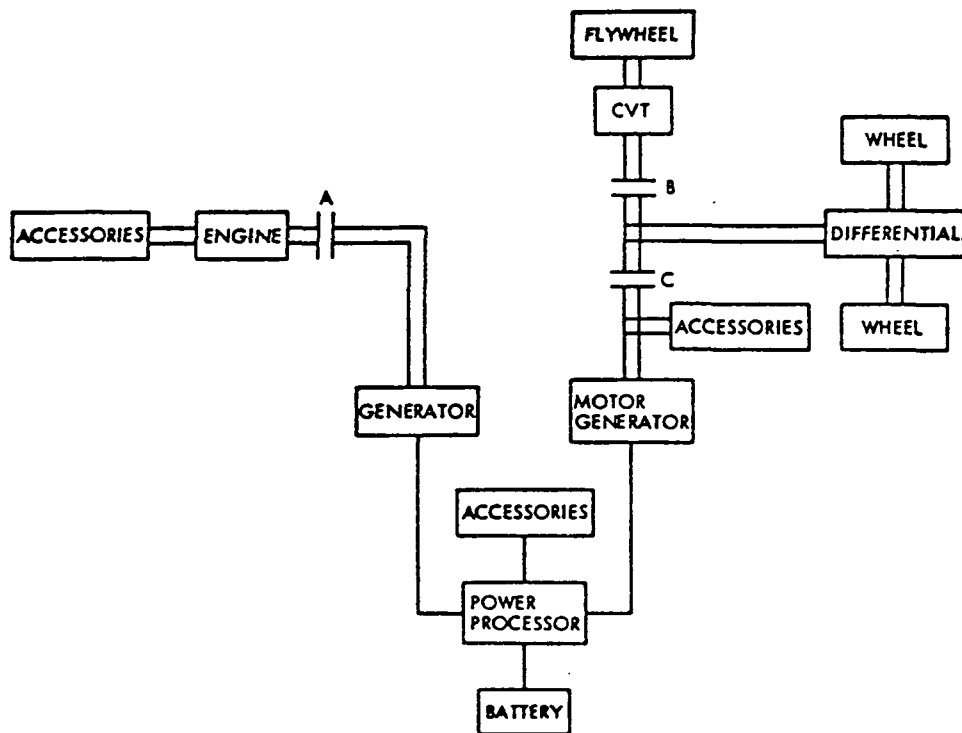 FLYWHEEL
CVT
WHEEL
B
A
ACCESSORIES
ENGINE
DIFFERENTIAL
C
ACCESSORIES
WHEEL
GENERATOR
MOTOR
GENERATOR
ACCESSORIES
POWER
PROCESSOR
BATTERY